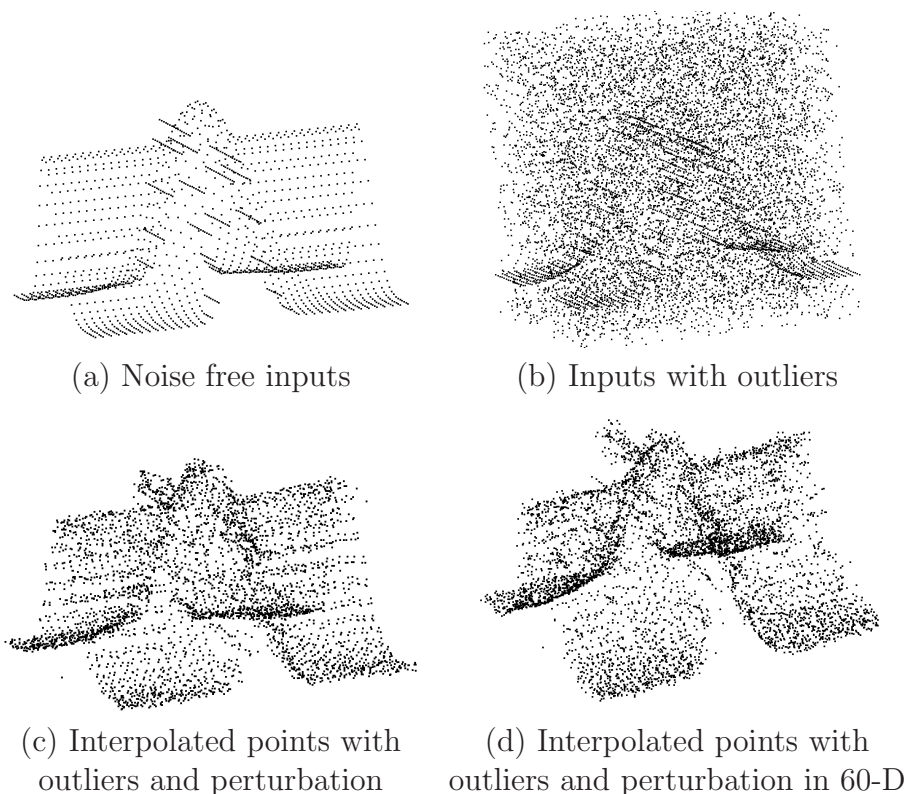 (a) Noise free inputs
(b) Inputs with outliers
(c) Interpolated points with
outliers and perturbation
(d) Interpolated points with
outliers and perturbation in 60-D